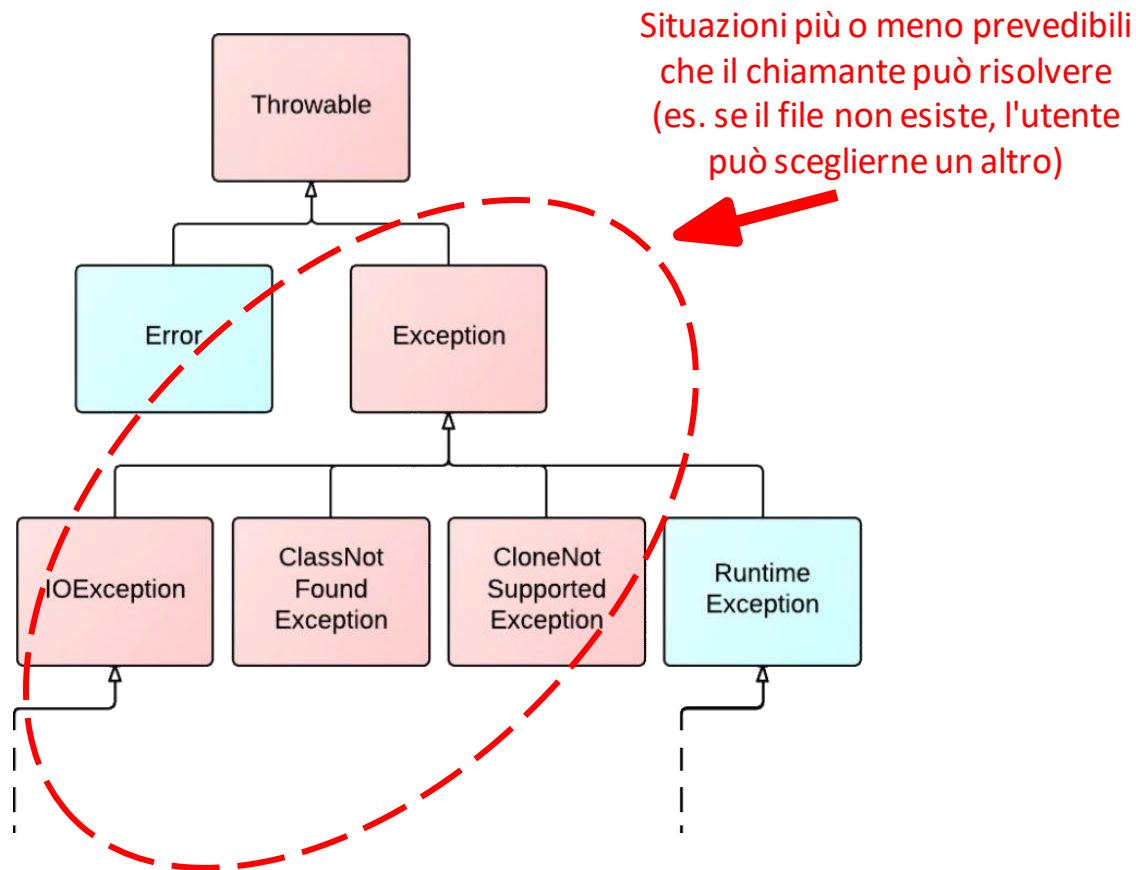 Situazioni più o meno prevedibili
che il chiamante può risolvere
(es. se il file non esiste, l'utente
può sceglierne un altro)
Throwable
Error
Exception
IOException
ClassNot
Found
Exception
CloneNot
Supported
Exception
Runtime
Exception